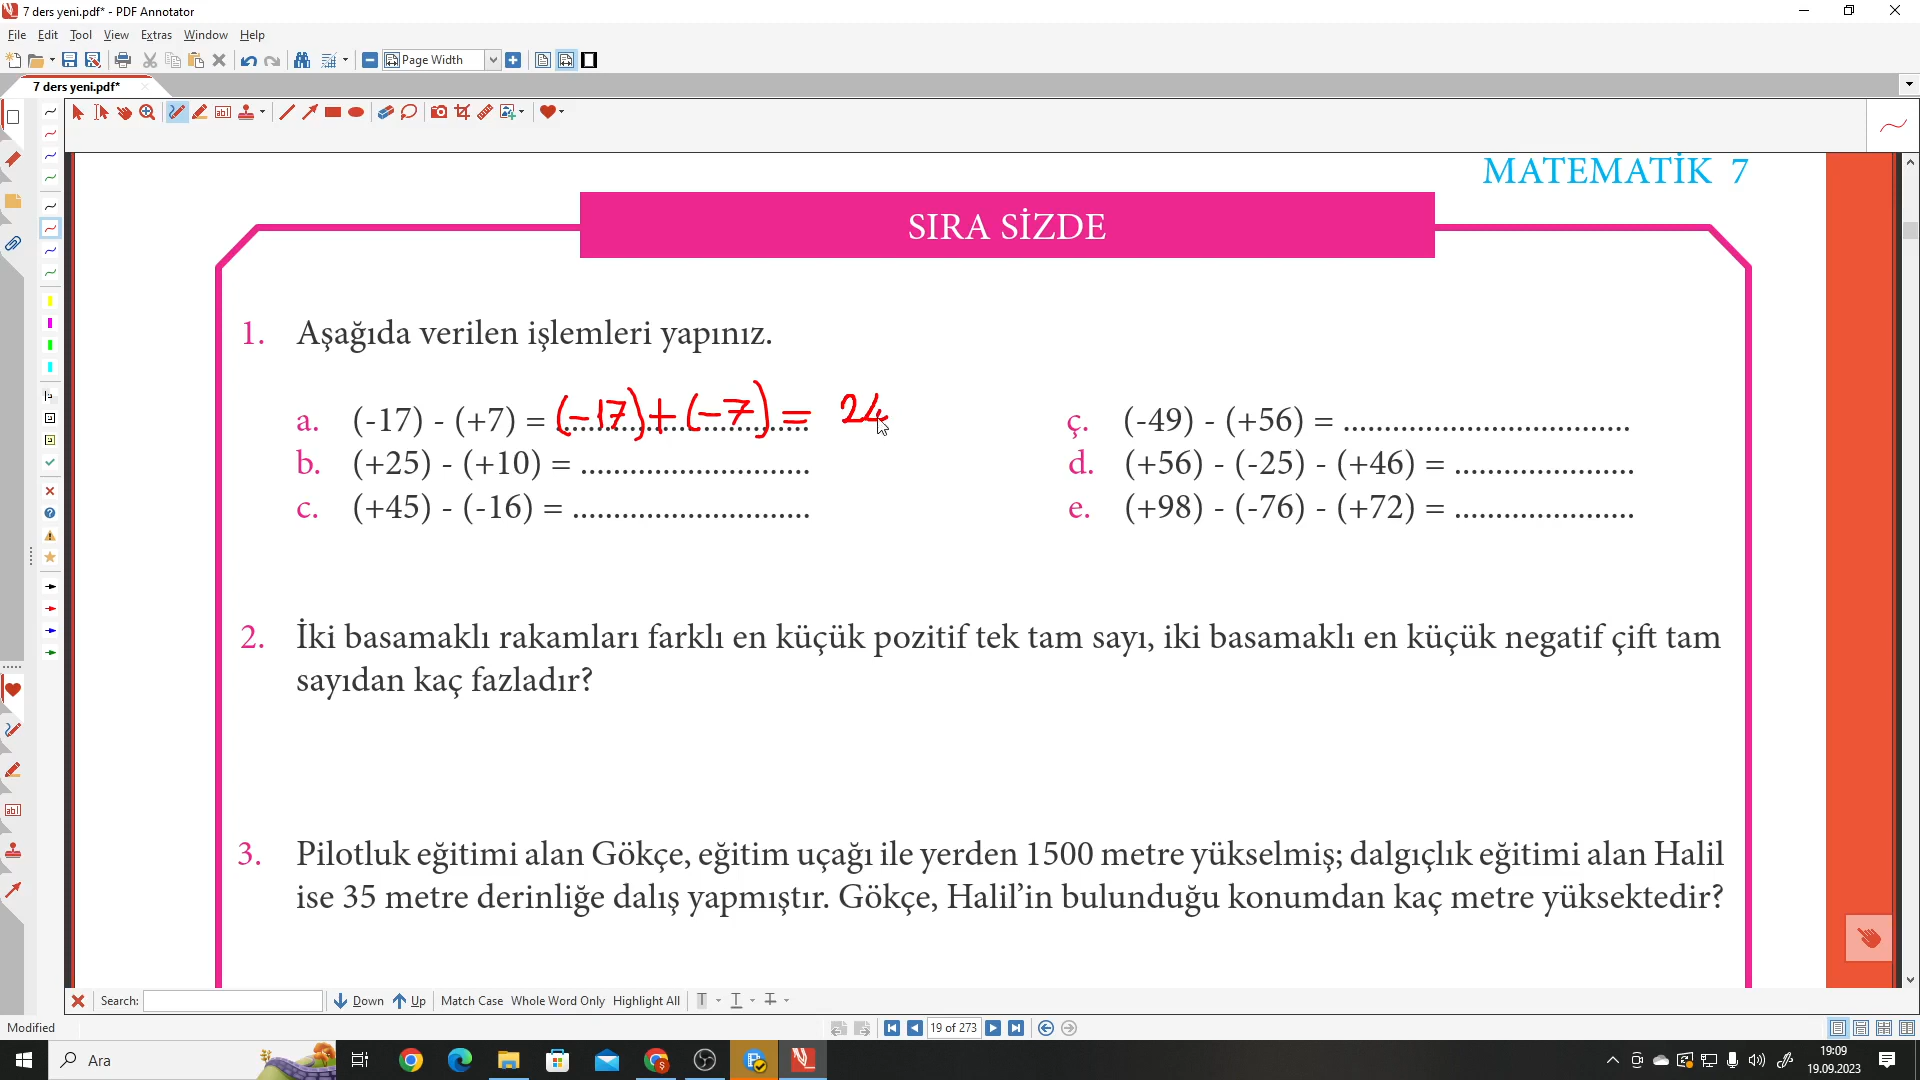 7 ders yeni.pdf* - PDF Annotator
File Edit Tool View Extras Window Help
Page Width
7 ders yeni.pdf*
MATEMATİK 7
SIRA SİZDE
1. Aşağıda verilen işlemleri yapınız.
a. (-17) - (+7) = (-17)+(-7) = 24
b. (+25) - (+10) = ............................
c. (+45) - (-16) = .............................
ç. (-49) - (+56) = ...................................
d. (+56) - (-25) - (+46) = ......................
e. (+98) - (-76) - (+72) = ......................
2. İki basamaklı rakamları farklı en küçük pozitif tek tam sayı, iki basamaklı en küçük negatif çift tam
sayıdan kaç fazladır?
3. Pilotluk eğitimi alan Gökçe, eğitim uçağı ile yerden 1500 metre yükselmiş; dalgıçlık eğitimi alan Halil
ise 35 metre derinliğe dalış yapmıştır. Gökçe, Halil’in bulunduğu konumdan kaç metre yüksektedir?
Search: Down Up Match Case Whole Word Only Highlight All
Modified
19 of 273
Ara
19:09
19.09.2023